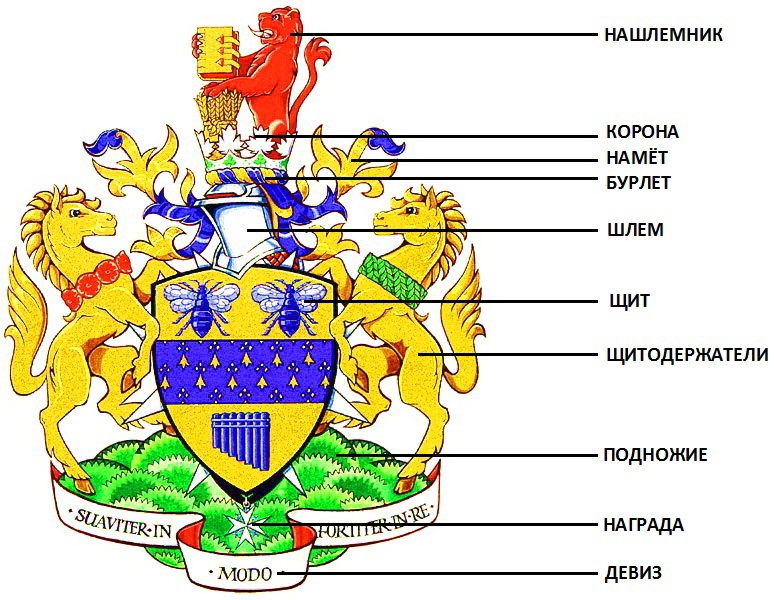 НАШЛЕМНИК
КОРОНА
НАМЁТ
БУРЛЕТ
ШЛЕМ
ЩИТ
ЩИТОДЕРЖАТЕЛИ
ПОДНОЖИЕ
· SUAVITER · IN
FORTITER · IN · RE ·
НАГРАДА
· MODO ·
ДЕВИЗ